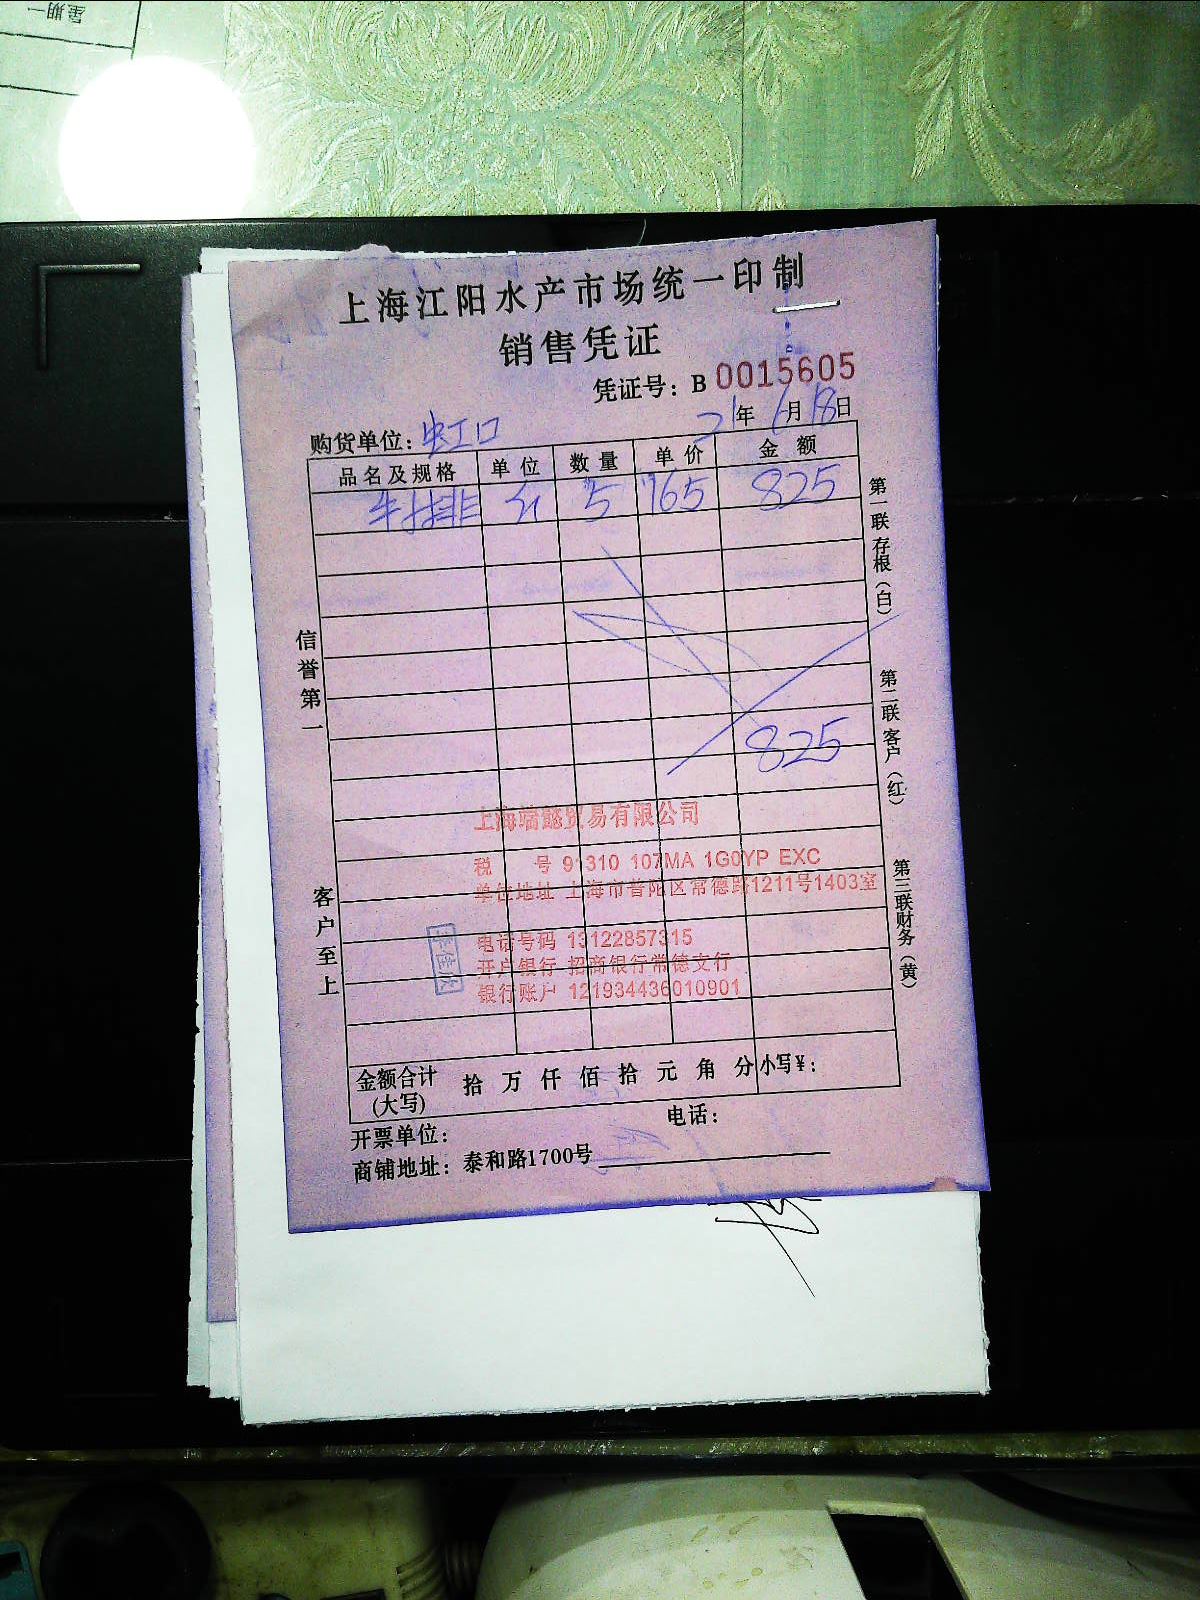 星期一
上海江阳水产市场统一印制
销售凭证
凭证号：B 0015605
21年6月18日
购货单位：虹口
品名及规格 单位 数量 单价 金额
牛排 5 165 825
825
信誉第一
客户至上
第一联存根（白）
第二联客户（红）
第三联财务（黄）
上海端懿贸易有限公司
税 号 91310 107MA 1G0YP EXC
单位地址 上海市普陀区常德路1211号1403室
电话号码 13122857315
开户银行 招商银行常德支行
银行账户 121934436010901
金额合计(大写) 拾 万 仟 佰 拾 元 角 分 小写¥：
开票单位： 电话：
商铺地址：泰和路1700号